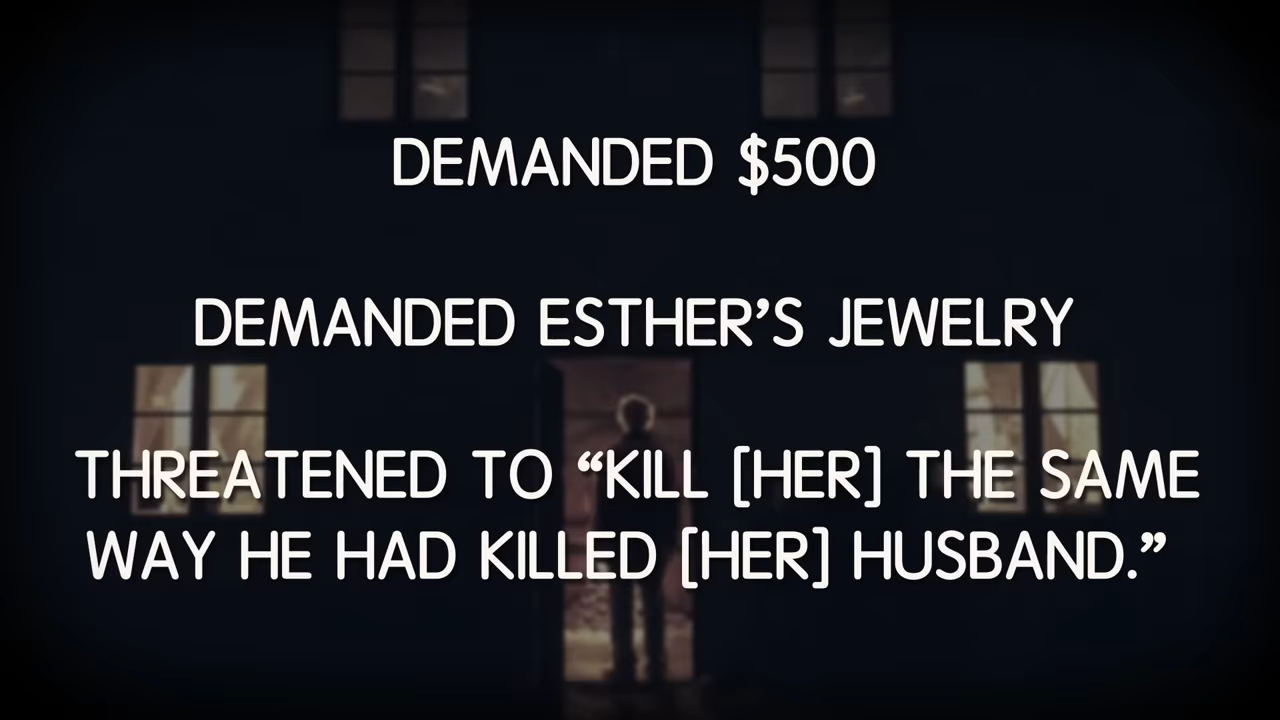 DEMANDED $500
DEMANDED ESTHER’S JEWELRY
THREATENED TO “KILL [HER] THE SAME
WAY HE HAD KILLED [HER] HUSBAND.”